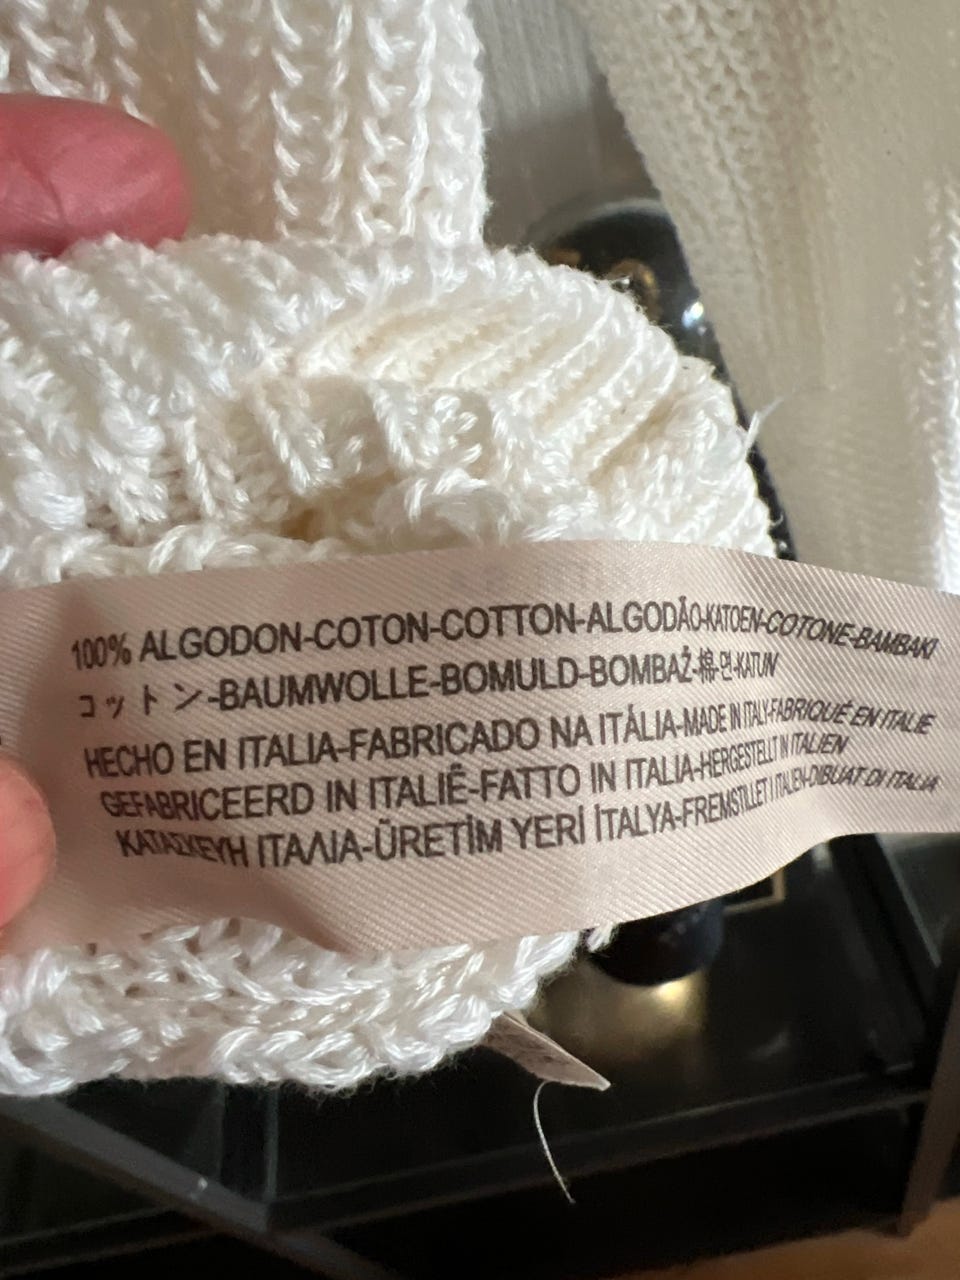 100% ALGODON-COTON-COTTON-ALGODÃO-KATOEN-COTONE-BAMBAKI
コットン-BAUMWOLLE-BOMULD-BOMBAŽ-棉-면-KATUN
HECHO EN ITALIA-FABRICADO NA ITÁLIA-MADE IN ITALY-FABRIQUÉ EN ITALIE
GEFABRICEERD IN ITALIË-FATTO IN ITALIA-HERGESTELLT IN ITALIEN
ΚΑΤΑΣΚΕΥΗ ΙΤΑΛΙΑ-ÜRETİM YERİ İTALYA-FREMSTILLET I ITALIEN-DIBUAT DI ITALIA